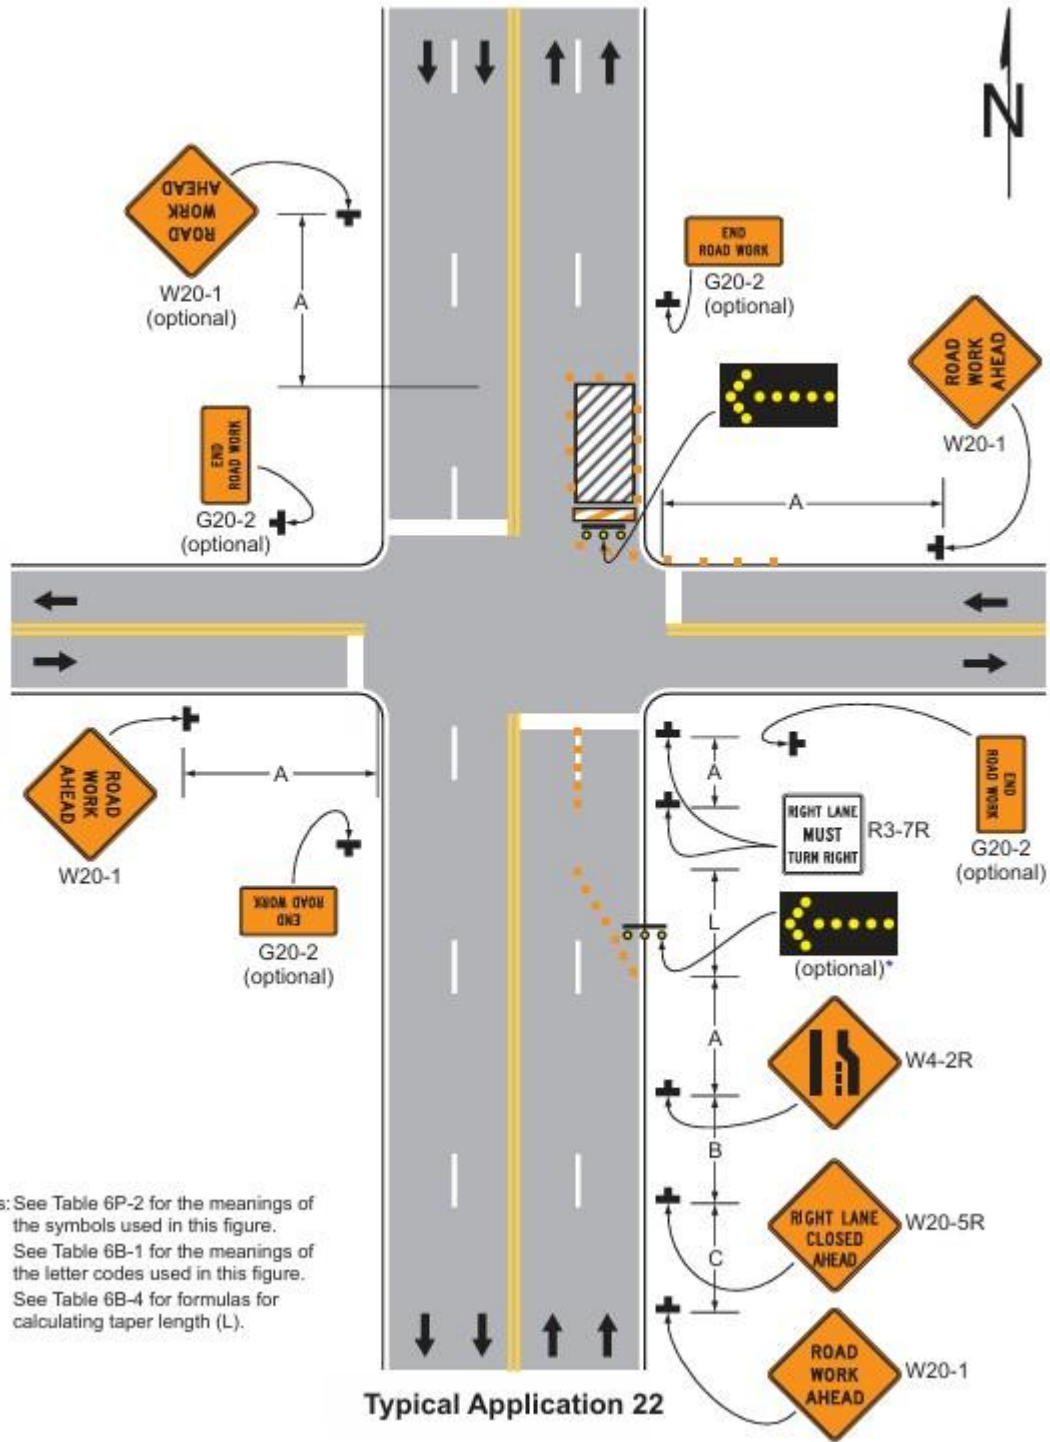 N
ROAD
WORK
AHEAD
W20-1
(optional)
A
END
ROAD WORK
G20-2
(optional)
ROAD
WORK
AHEAD
W20-1
END
ROAD WORK
G20-2
(optional)
A
ROAD
WORK
AHEAD
W20-1
A
END
ROAD WORK
G20-2
(optional)
A
RIGHT LANE
MUST
TURN RIGHT
R3-7R
END
ROAD WORK
G20-2
(optional)
L
(optional)*
A
W4-2R
B
RIGHT LANE
CLOSED
AHEAD
W20-5R
C
ROAD
WORK
AHEAD
W20-1
s: See Table 6P-2 for the meanings of
the symbols used in this figure.
See Table 6B-1 for the meanings of
the letter codes used in this figure.
See Table 6B-4 for formulas for
calculating taper length (L).
Typical Application 22